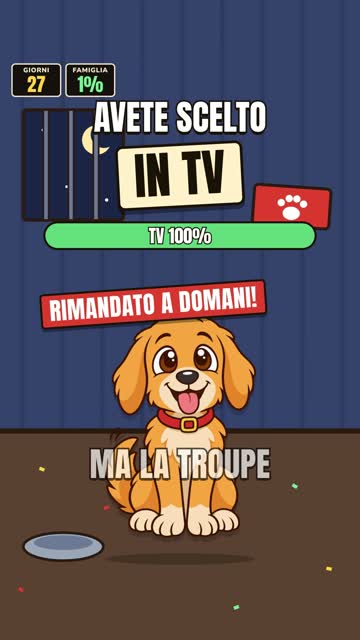 GIORNI
27
FAMIGLIA
1%
AVETE SCELTO
IN TV
TV 100%
RIMANDATO A DOMANI!
MA LA TROUPE